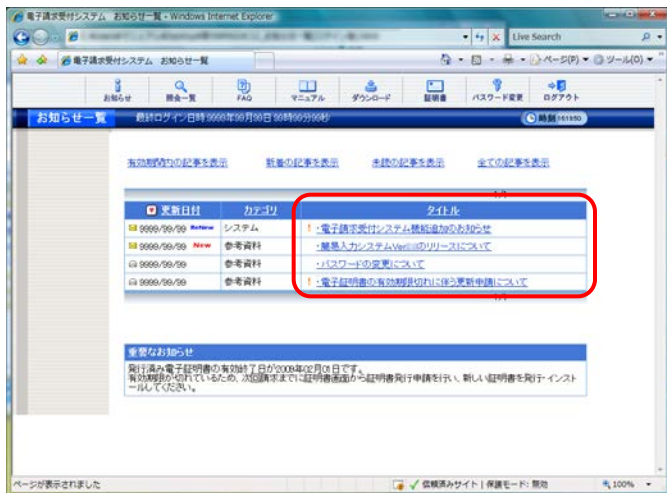 電子請求受付システム お知らせ一覧 - Windows Internet Explorer
Live Search
電子請求受付システム お知らせ一覧
ページ(P) ツール(O)
お知らせ 照会一覧 FAQ マニュアル ダウンロード 証明書 パスワード変更 ログアウト
お知らせ一覧 最終ログイン日時:9999年99月99日 99時99分99秒 時刻
有効期限内の記事を表示 新着の記事を表示 未読の記事を表示 全ての記事を表示
1/1
更新日付 カテゴリ タイトル
9999/99/99 ReNew システム ! ・電子請求受付システム機能追加のお知らせ
9999/99/99 New 参考資料 ! ・簡易入力システムVer□□のリリースについて
9999/99/99 参考資料 ・パスワードの変更について
9999/99/99 参考資料 ! ・電子証明書の有効期限切れに伴う更新申請について
1/1
重要なお知らせ
発行済み電子証明書の有効終了日が2009年02月01日です。
有効期限が切れているため、次回請求までに証明書画面から証明書発行申請を行い、新しい証明書を発行・インスト
ールしてください。
ページが表示されました 信頼済みサイト | 保護モード: 無効 100%